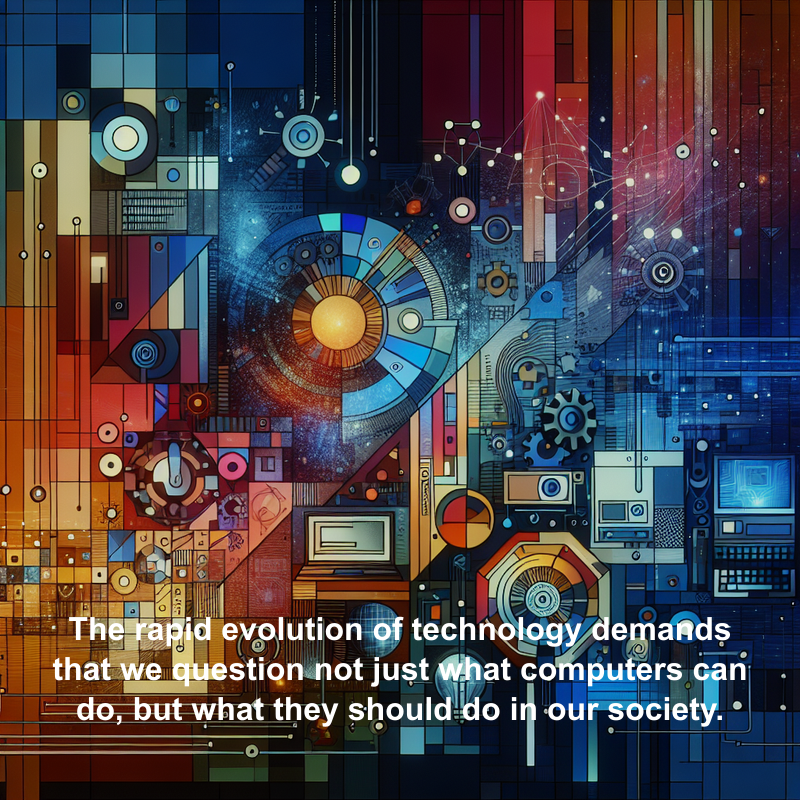 The rapid evolution of technology demands
that we question not just what computers can
do, but what they should do in our society.